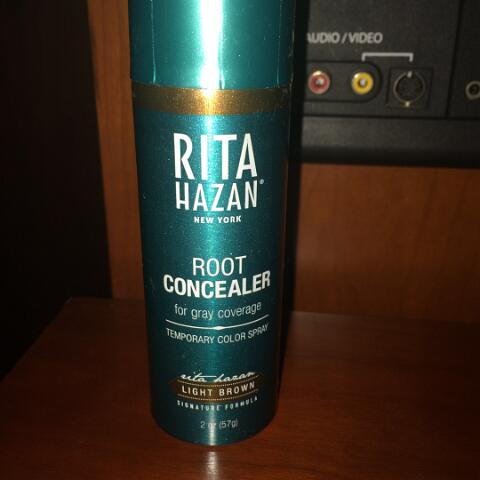 AUDIO / VIDEO
RITA
HAZAN®
NEW YORK
ROOT
CONCEALER
for gray coverage
TEMPORARY COLOR SPRAY
rita hazan
LIGHT BROWN
SIGNATURE FORMULA
2 oz (57g)